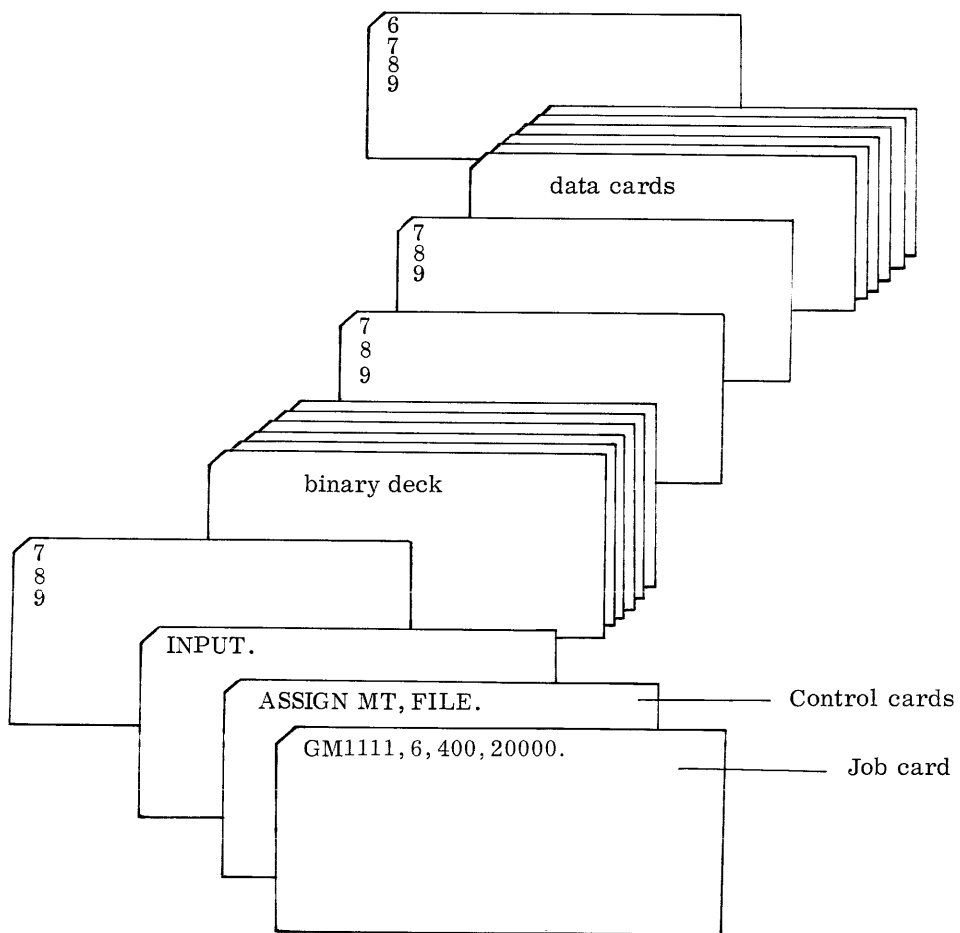 6
7
8
9
data cards
7
8
9
7
8
9
binary deck
7
8
9
INPUT.
ASSIGN MT, FILE.
Control cards
GM1111, 6, 400, 20000.
Job card